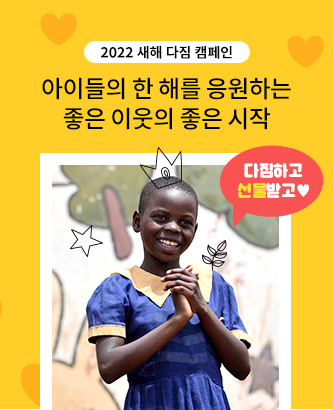 2022 새해 다짐 캠페인
아이들의 한 해를 응원하는
좋은 이웃의 좋은 시작
다짐하고
선물받고♥